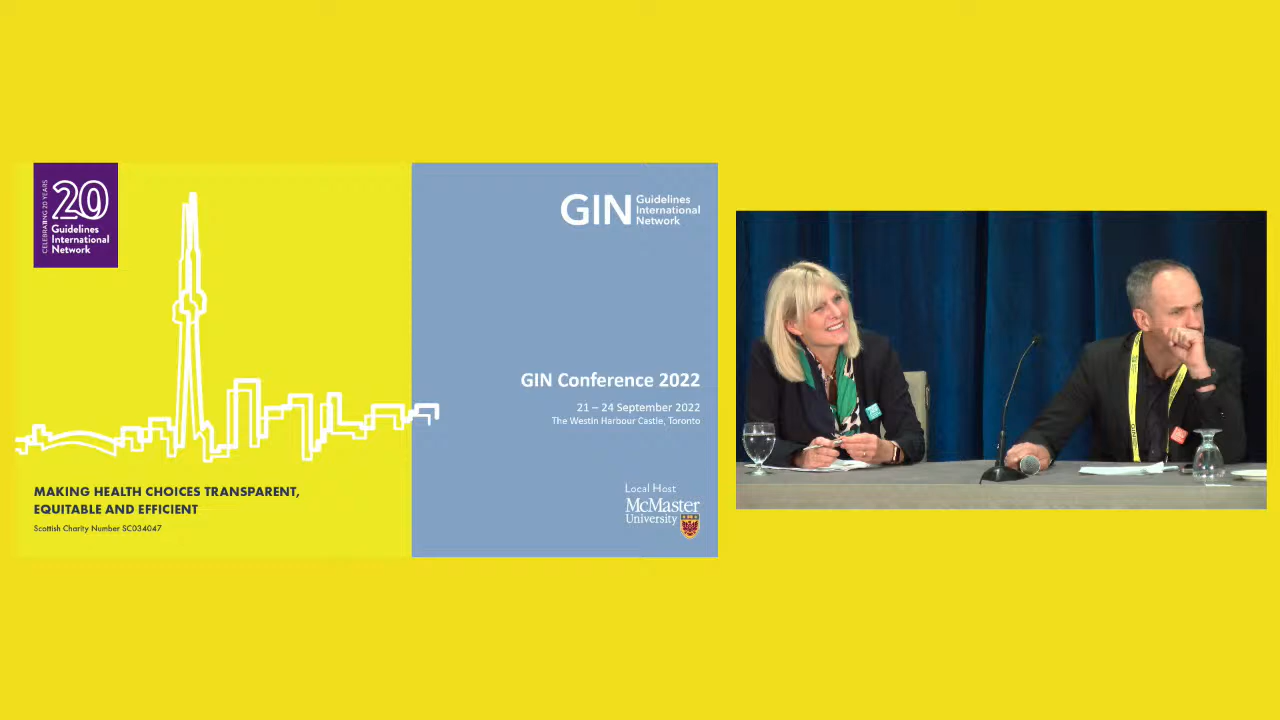 CELEBRATING 20 YEARS
20
Guidelines
International
Network
MAKING HEALTH CHOICES TRANSPARENT,
EQUITABLE AND EFFICIENT
Scottish Charity Number SC034047
GIN Guidelines
International
Network
GIN Conference 2022
21 – 24 September 2022
The Westin Harbour Castle, Toronto
Local Host
McMaster
University